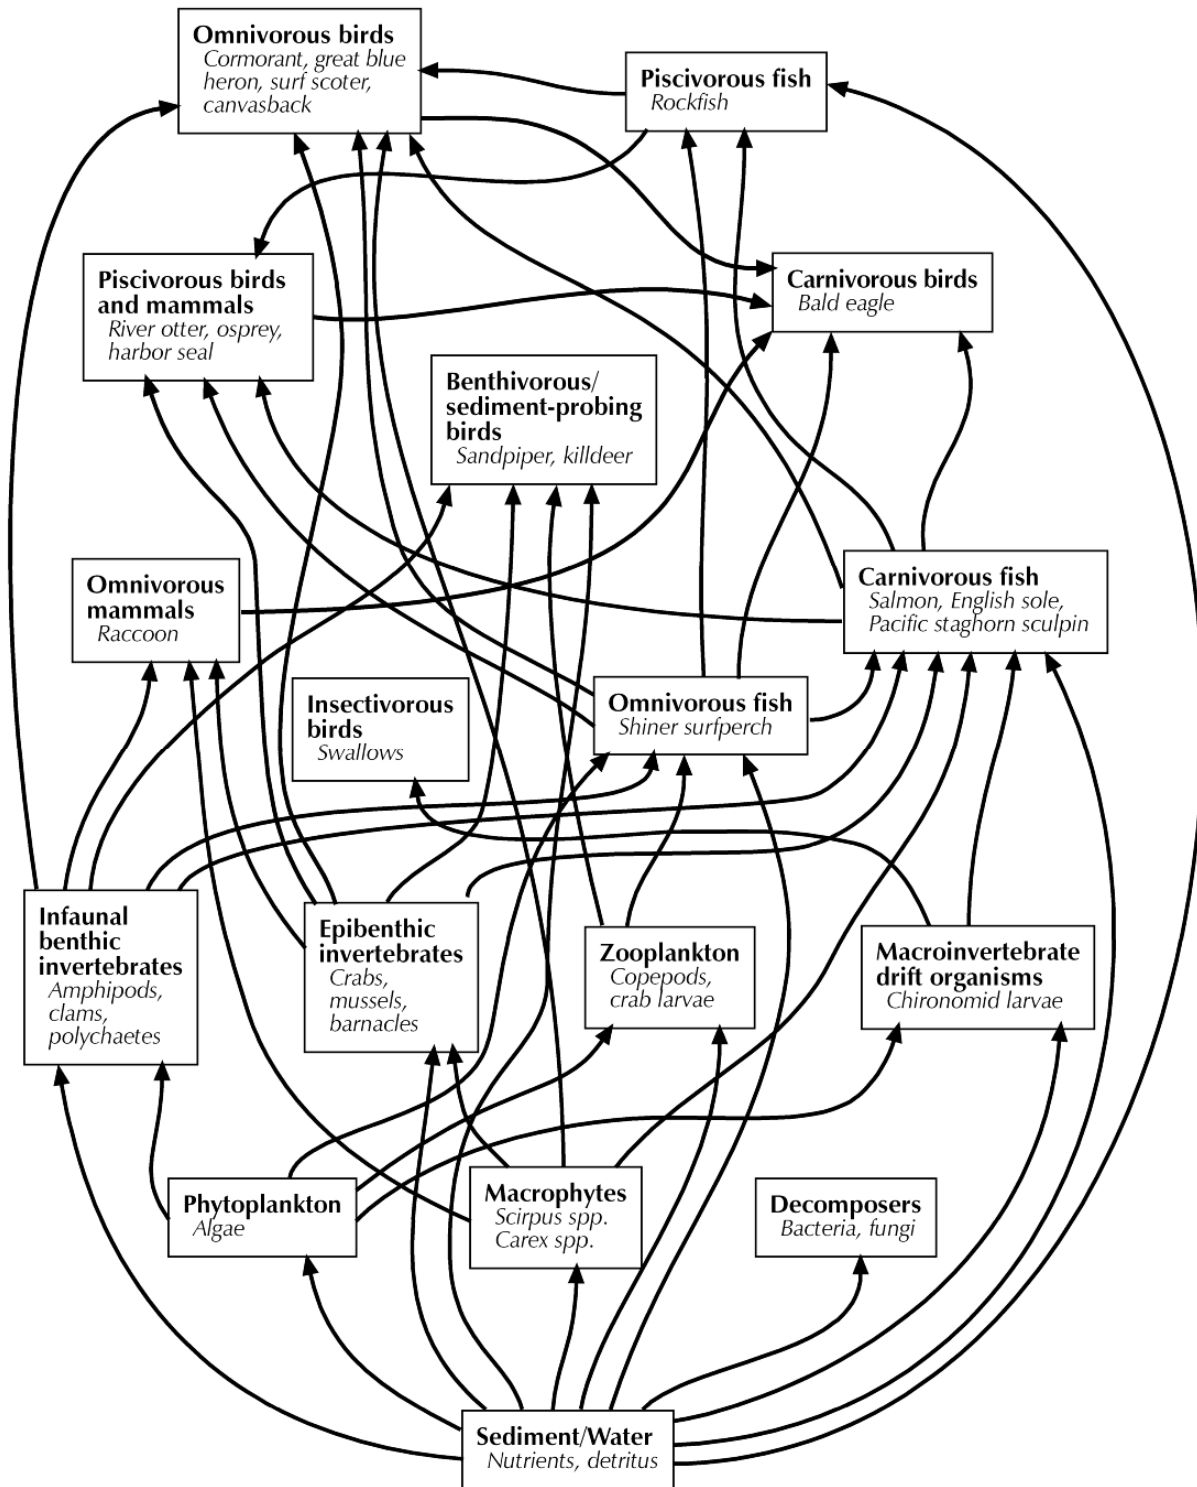 Omnivorous birds
Cormorant, great blue
heron, surf scoter,
canvasback
Piscivorous fish
Rockfish
Piscivorous birds
and mammals
River otter, osprey,
harbor seal
Carnivorous birds
Bald eagle
Benthivorous/
sediment-probing
birds
Sandpiper, killdeer
Omnivorous
mammals
Raccoon
Carnivorous fish
Salmon, English sole,
Pacific staghorn sculpin
Insectivorous
birds
Swallows
Omnivorous fish
Shiner surfperch
Infaunal
benthic
invertebrates
Amphipods,
clams,
polychaetes
Epibenthic
invertebrates
Crabs,
mussels,
barnacles
Zooplankton
Copepods,
crab larvae
Macroinvertebrate
drift organisms
Chironomid larvae
Phytoplankton
Algae
Macrophytes
Scirpus spp.
Carex spp.
Decomposers
Bacteria, fungi
Sediment/Water
Nutrients, detritus